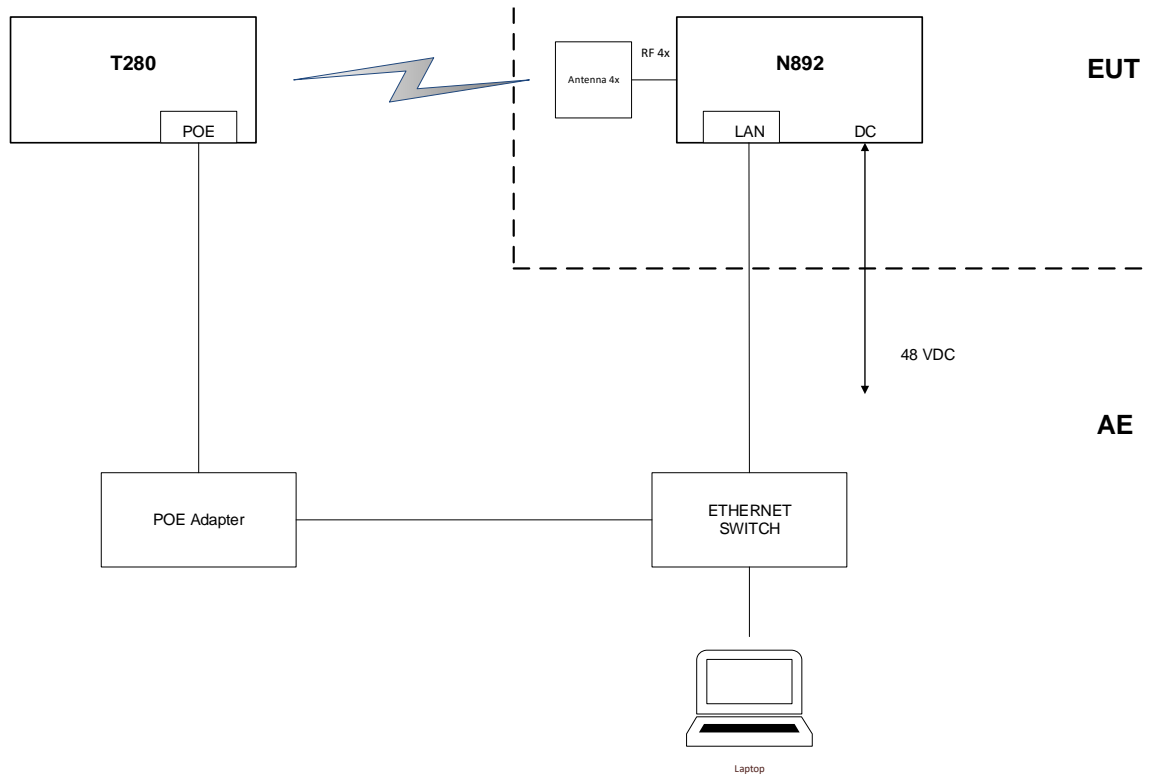 T280
RF 4x
N892
EUT
Antenna 4x
POE
LAN
DC
48 VDC
AE
POE Adapter
ETHERNET
SWITCH
Laptop